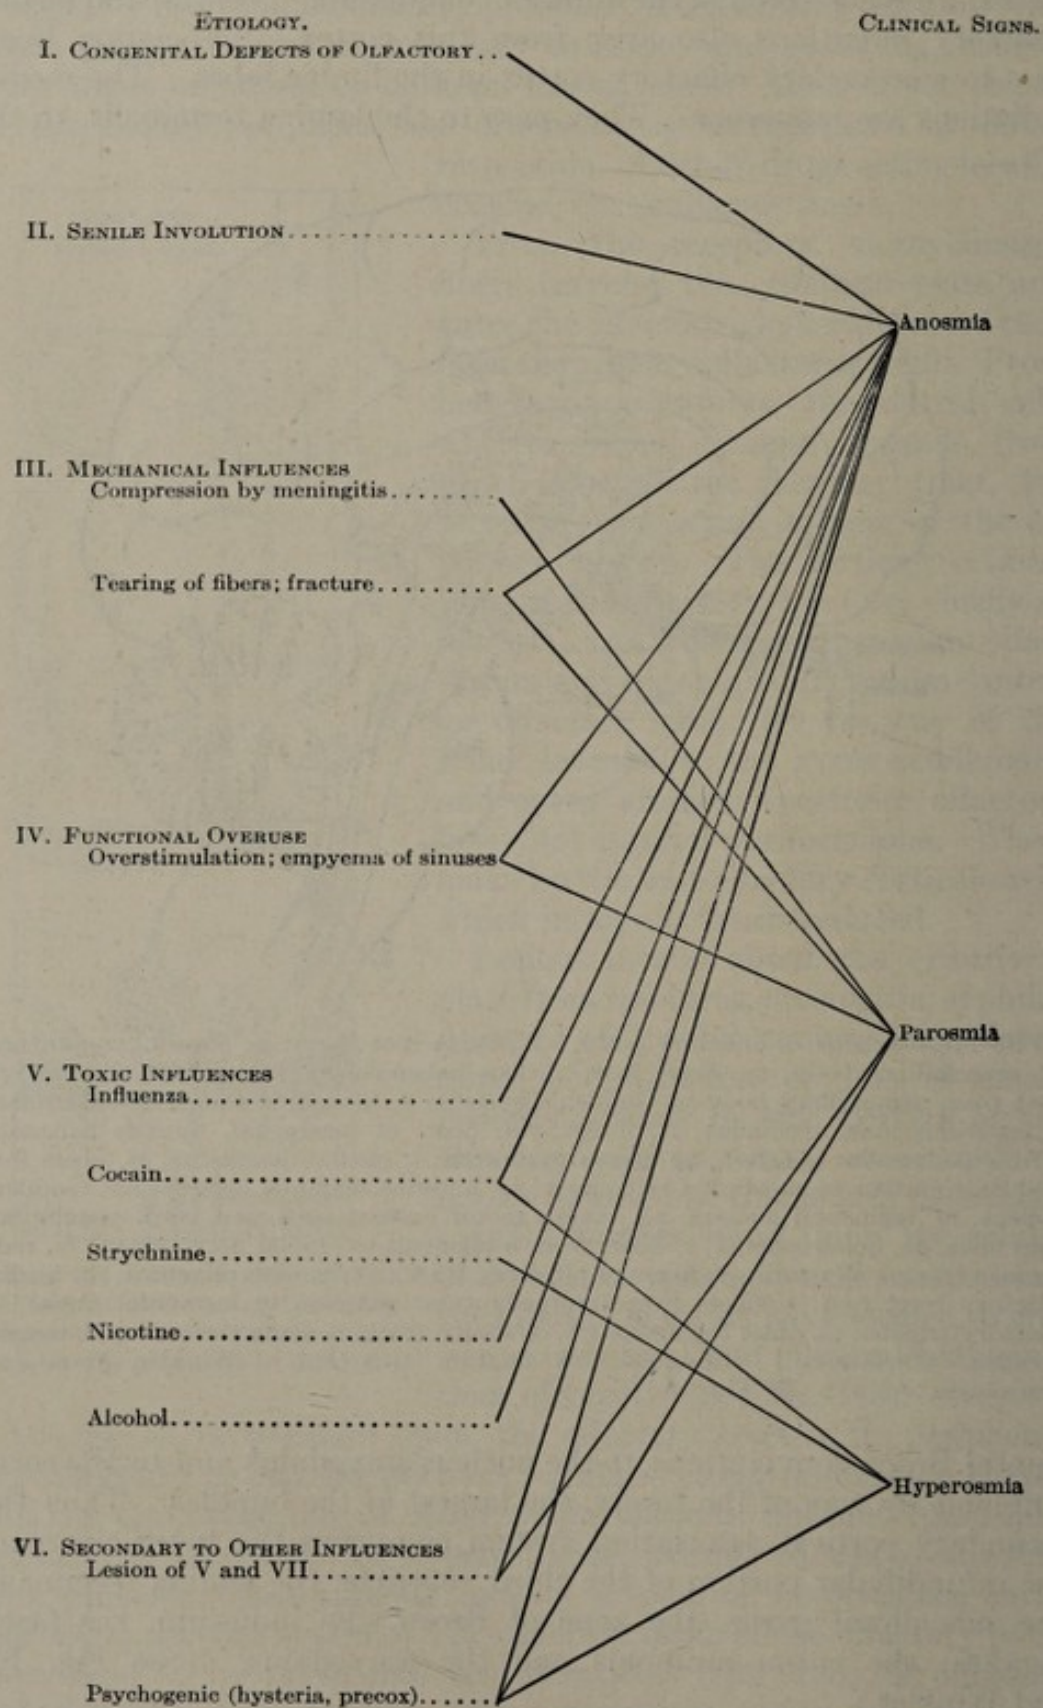 ETIOLOGY. CLINICAL SIGNS.
I. CONGENITAL DEFECTS OF OLFACTORY..
II. SENILE INVOLUTION................
Anosmia
III. MECHANICAL INFLUENCES
Compression by meningitis........
Tearing of fibers; fracture.........
IV. FUNCTIONAL OVERUSE
Overstimulation; empyema of sinuses
Parosmia
V. TOXIC INFLUENCES
Influenza.......................
Cocain.........................
Strychnine......................
Nicotine........................
Alcohol.........................
Hyperosmia
VI. SECONDARY TO OTHER INFLUENCES
Lesion of V and VII..............
Psychogenic (hysteria, precox)......